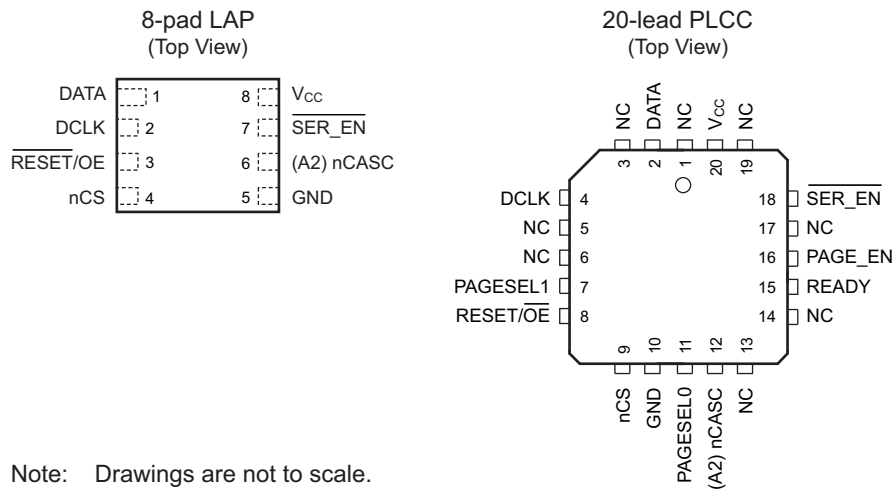 8-pad LAP
(Top View)
DATA 1 8 VCC
DCLK 2 7 SER_EN
RESET/OE 3 6 (A2) nCASC
nCS 4 5 GND
20-lead PLCC
(Top View)
NC DATA NC VCC NC
3 2 1 20 19
DCLK 4 18 SER_EN
NC 5 17 NC
NC 6 16 PAGE_EN
PAGESEL1 7 15 READY
RESET/OE 8 14 NC
9 10 11 12 13
nCS GND PAGESEL0 (A2) nCASC NC
Note: Drawings are not to scale.